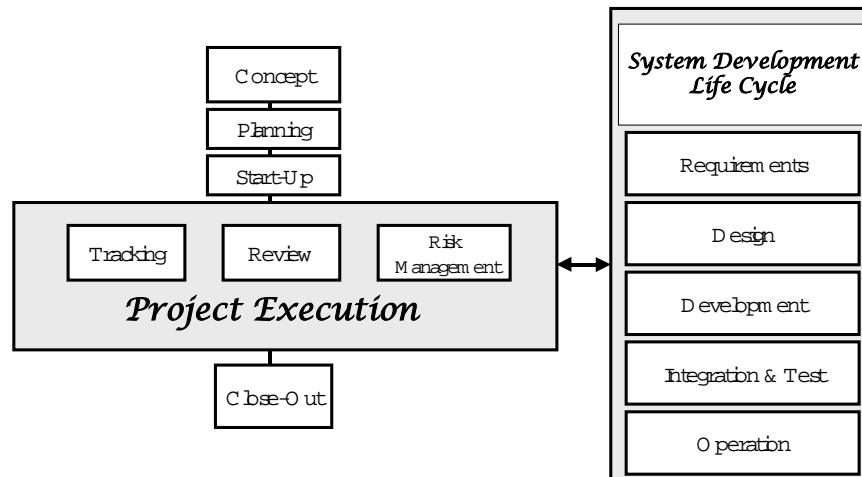 Concept
Planning
Start-Up
Tracking
Review
Risk
Management
Project Execution
Close-Out
System Development
Life Cycle
Requirements
Design
Development
Integration & Test
Operation